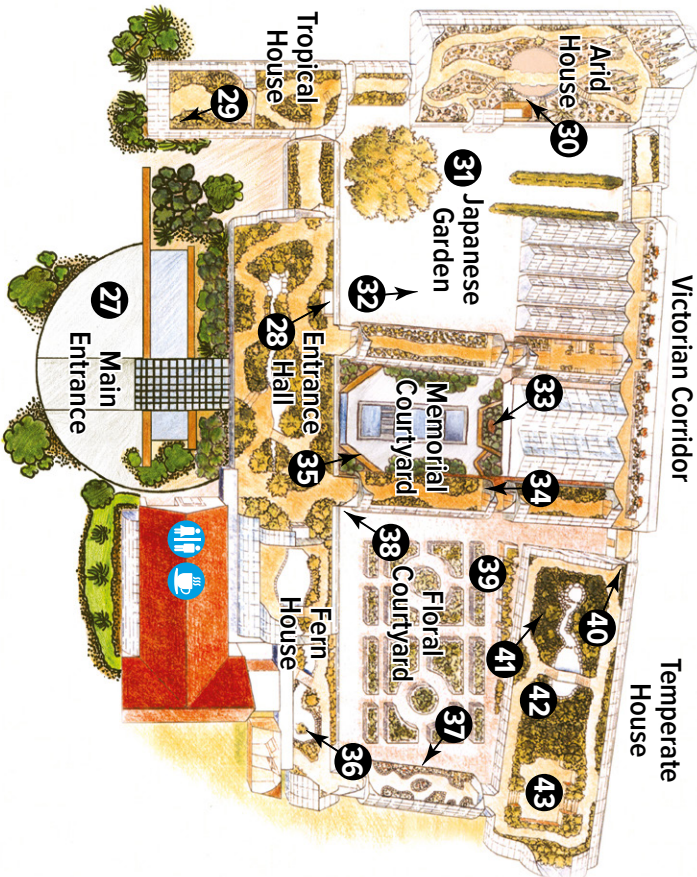 Victorian Corridor
Temperate
House
Arid
House
30
40
33
34
41
42
43
31
Japanese
Garden
32
39
37
Memorial
Courtyard
Floral
Courtyard
38
36
35
Tropical
House
29
Entrance
Hall
28
Fern
House
27
Main
Entrance